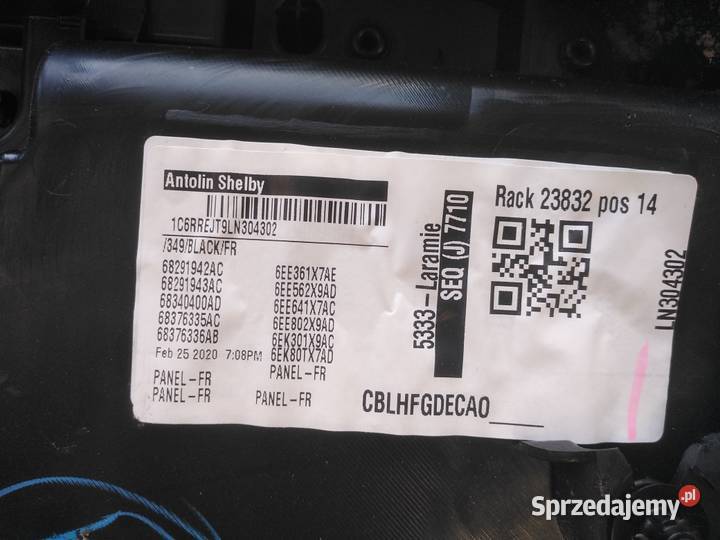 Antolin Shelby
1C6RREJT9LN304302
/349/BLACK/FR
68291942AC 6EE361X7AE
68291943AC 6EE562X9AD
68340400AD 6EE641X7AC
68376335AC 6EE802X9AD
68376336AB 6EK301X9AC
Feb 25 2020 7:08PM 6EK80TX7AD
PANEL-FR PANEL-FR
PANEL-FR PANEL-FR
5333-Laramie
SEQ (J) 7710
Rack 23832 pos 14
LN304302
CBLHFGDECAO____
Sprzedajemy.pl